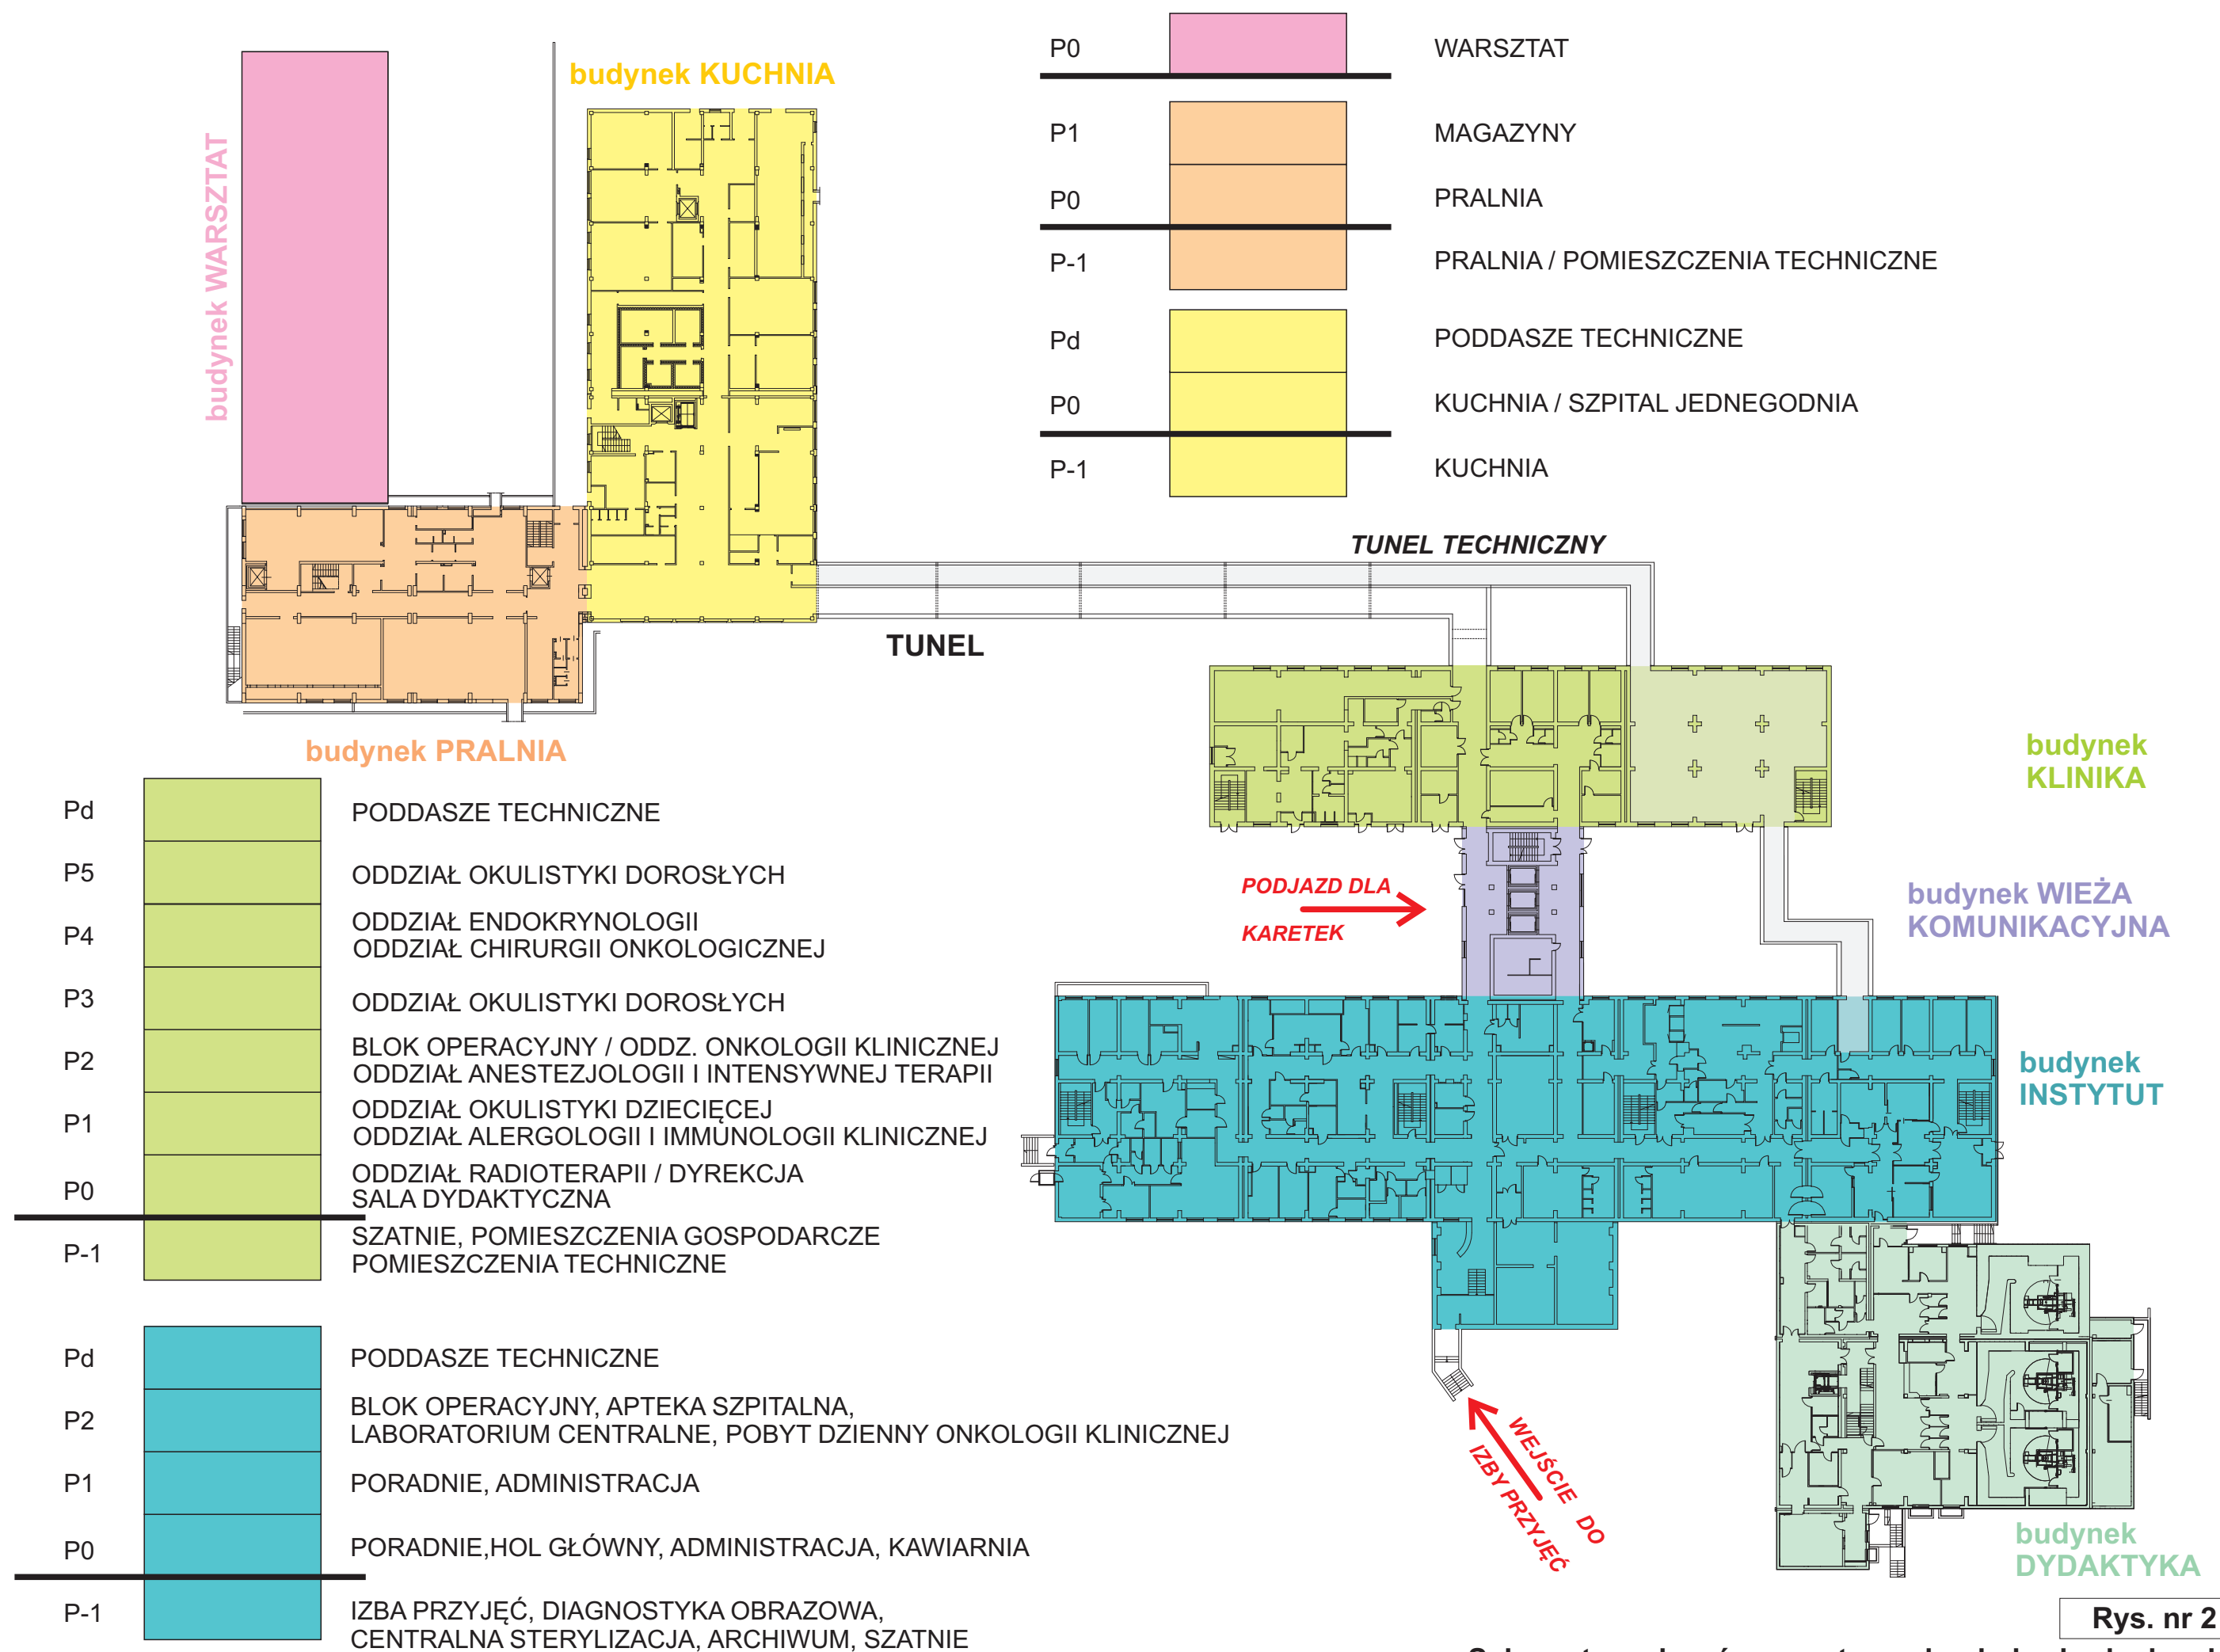 budynek KUCHNIA
budynek WARSZTAT
P0 WARSZTAT
P1 MAGAZYNY
P0 PRALNIA
P-1 PRALNIA / POMIESZCZENIA TECHNICZNE
Pd PODDASZE TECHNICZNE
P0 KUCHNIA / SZPITAL JEDNEGODNIA
P-1 KUCHNIA
TUNEL TECHNICZNY
TUNEL
budynek PRALNIA
budynek
KLINIKA
PODJAZD DLA
KARETEK
budynek WIEŻA
KOMUNIKACYJNA
Pd PODDASZE TECHNICZNE
P5 ODDZIAŁ OKULISTYKI DOROSŁYCH
P4 ODDZIAŁ ENDOKRYNOLOGII
ODDZIAŁ CHIRURGII ONKOLOGICZNEJ
P3 ODDZIAŁ OKULISTYKI DOROSŁYCH
P2 BLOK OPERACYJNY / ODDZ. ONKOLOGII KLINICZNEJ
ODDZIAŁ ANESTEZJOLOGII I INTENSYWNEJ TERAPII
P1 ODDZIAŁ OKULISTYKI DZIECIĘCEJ
ODDZIAŁ ALERGOLOGII I IMMUNOLOGII KLINICZNEJ
P0 ODDZIAŁ RADIOTERAPII / DYREKCJA
SALA DYDAKTYCZNA
P-1 SZATNIE, POMIESZCZENIA GOSPODARCZE
POMIESZCZENIA TECHNICZNE
budynek
INSTYTUT
Pd PODDASZE TECHNICZNE
P2 BLOK OPERACYJNY, APTEKA SZPITALNA,
LABORATORIUM CENTRALNE, POBYT DZIENNY ONKOLOGII KLINICZNEJ
P1 PORADNIE, ADMINISTRACJA
P0 PORADNIE,HOL GŁÓWNY, ADMINISTRACJA, KAWIARNIA
P-1 IZBA PRZYJĘĆ, DIAGNOSTYKA OBRAZOWA,
CENTRALNA STERYLIZACJA, ARCHIWUM, SZATNIE
WEJŚCIE DO
IZBY PRZYJĘĆ
budynek
DYDAKTYKA
Rys. nr 2